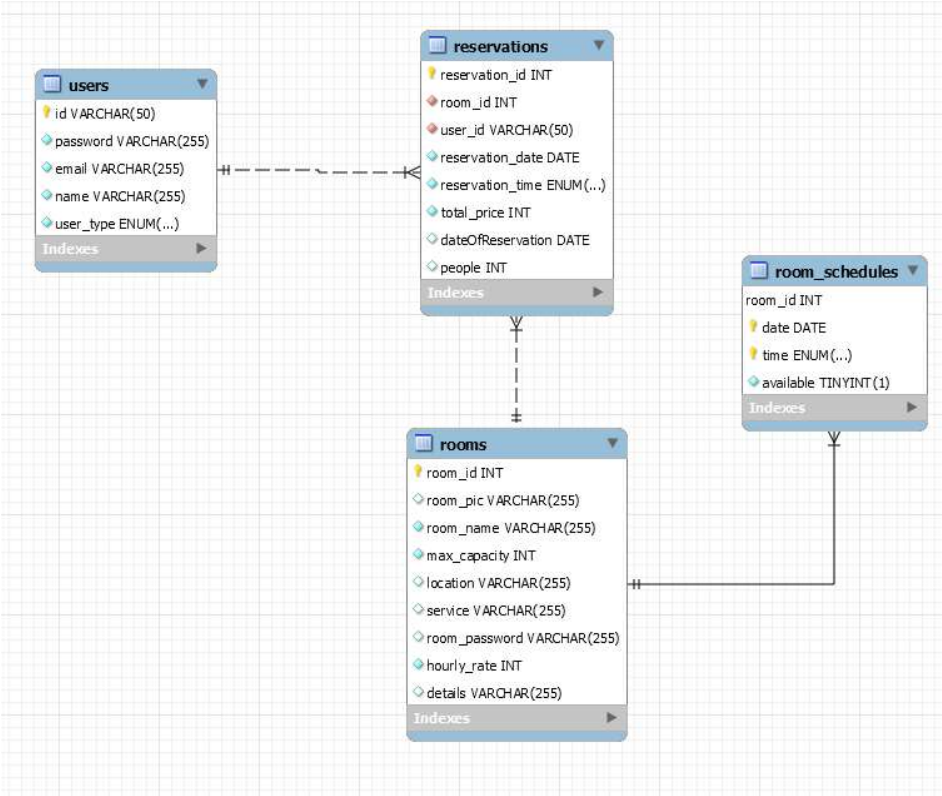 users
id VARCHAR(50)
password VARCHAR(255)
email VARCHAR(255)
name VARCHAR(255)
user_type ENUM(...)
Indexes
reservations
reservation_id INT
room_id INT
user_id VARCHAR(50)
reservation_date DATE
reservation_time ENUM(...)
total_price INT
dateOfReservation DATE
people INT
Indexes
room_schedules
room_id INT
date DATE
time ENUM(...)
available TINYINT(1)
Indexes
rooms
room_id INT
room_pic VARCHAR(255)
room_name VARCHAR(255)
max_capacity INT
location VARCHAR(255)
service VARCHAR(255)
room_password VARCHAR(255)
hourly_rate INT
details VARCHAR(255)
Indexes